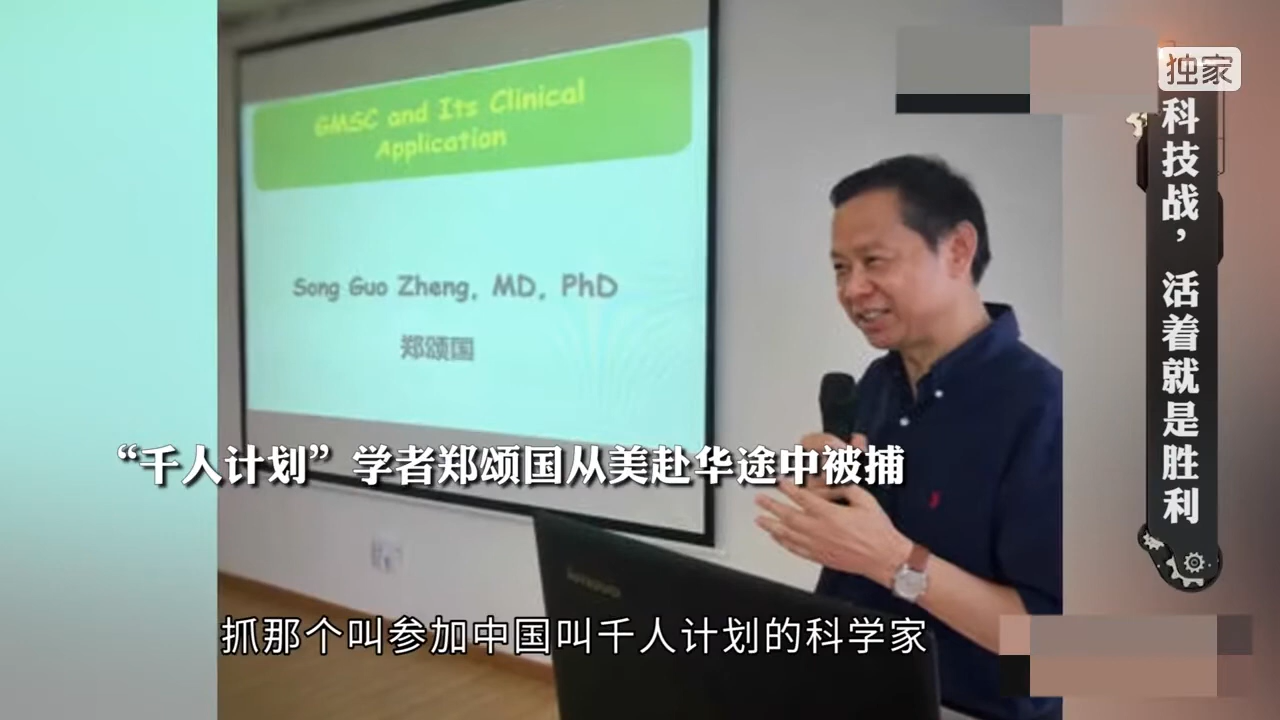 GMSC and Its Clinical
Application
Song Guo Zheng, MD, PhD
郑颂国
独家
科技战，活着就是胜利
“千人计划”学者郑颂国从美赴华途中被捕
lenovo
抓那个叫参加中国叫千人计划的科学家